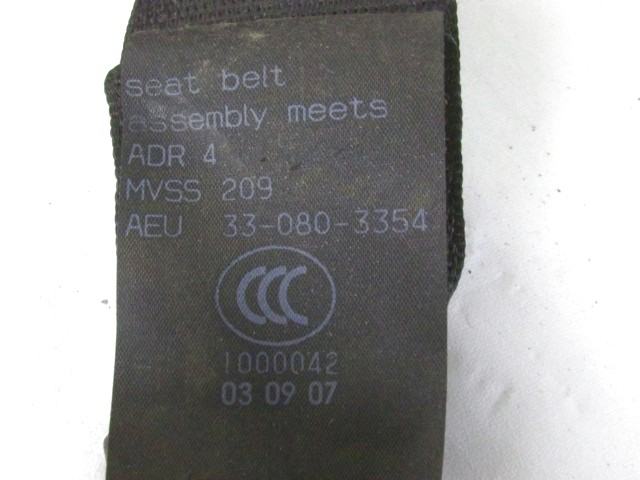 seat belt
assembly meets
ADR 4
MVSS 209
AEU 33-080-3354
CCC
1000042
03 09 07